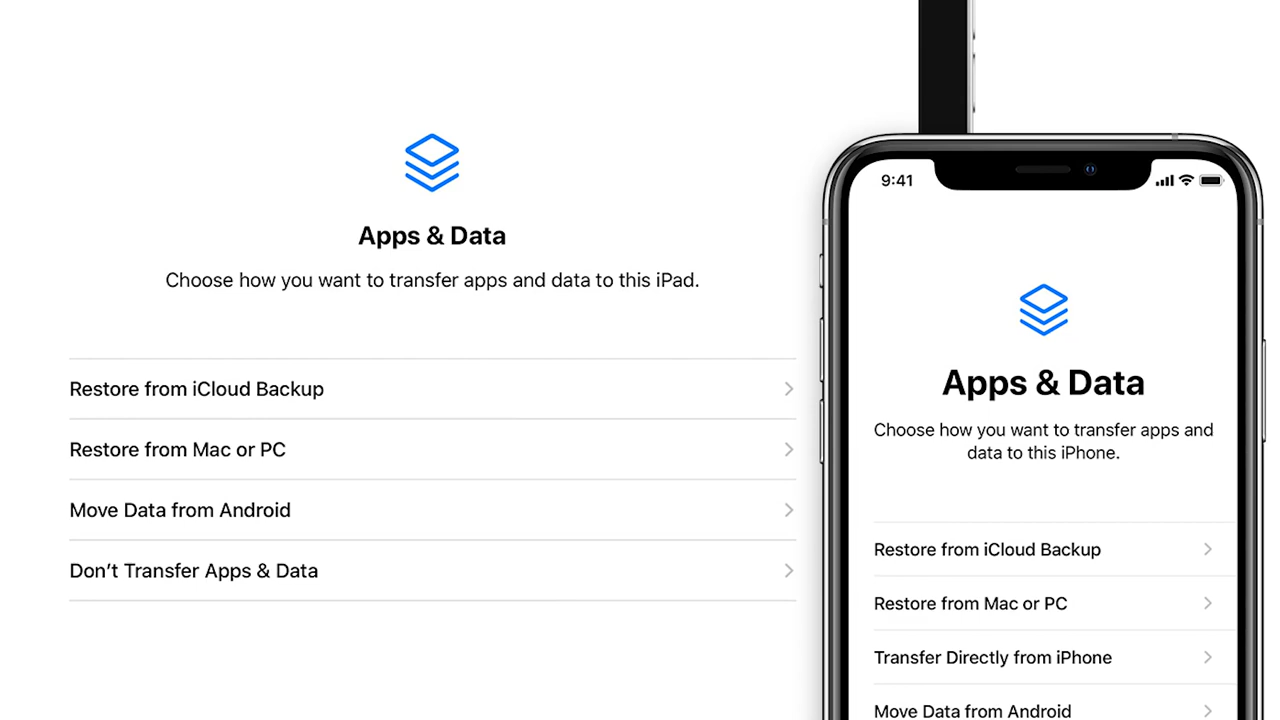 Apps & Data
Choose how you want to transfer apps and data to this iPad.
Restore from iCloud Backup
Restore from Mac or PC
Move Data from Android
Don’t Transfer Apps & Data
9:41
Apps & Data
Choose how you want to transfer apps and
data to this iPhone.
Restore from iCloud Backup
Restore from Mac or PC
Transfer Directly from iPhone
Move Data from Android